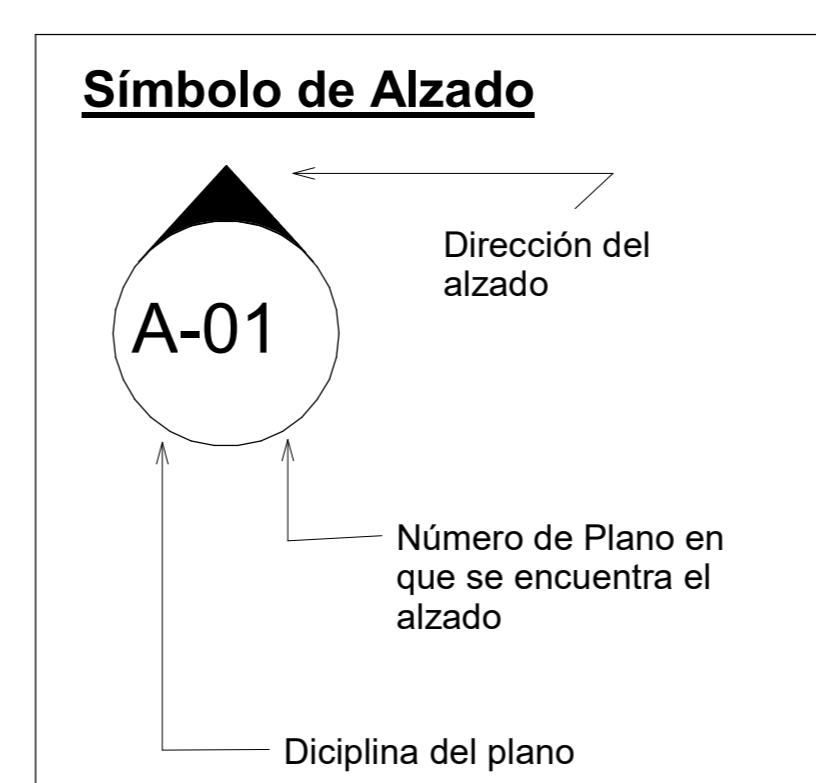 Símbolo de Alzado
Dirección del
alzado
A-01
Número de Plano en
que se encuentra el
alzado
Diciplina del plano